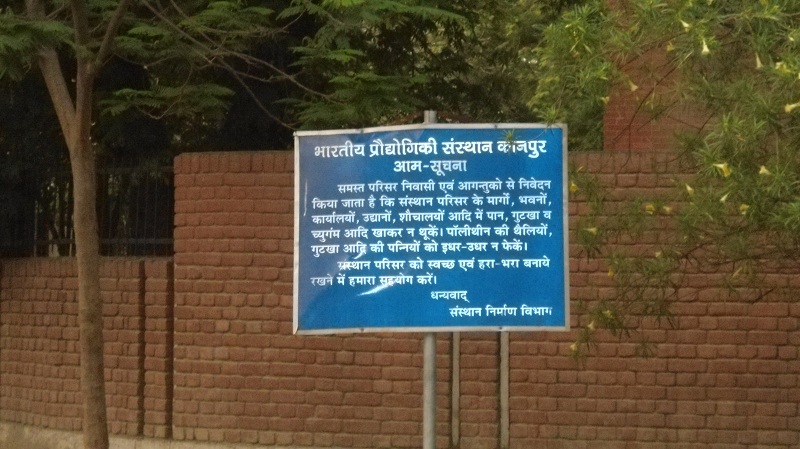 भारतीय प्रौद्योगिकी संस्थान कानपुर
आम-सूचना
समस्त परिसर निवासी एवं आगन्तुको से निवेदन
किया जाता है कि संस्थान परिसर के मार्गो, भवनों,
कार्यालयों, उद्यानों, शौचालयों आदि में पान, गुटखा व
च्युगंम आदि खाकर न थूकें। पॉलीथीन की थैलियों,
गुटखा आदि की पन्नियों को इधर-उधर न फेकें।
संस्थान परिसर को स्वच्छ एवं हरा-भरा बनाये
रखने में हमारा सहयोग करें।
धन्यवाद्
संस्थान निर्माण विभाग